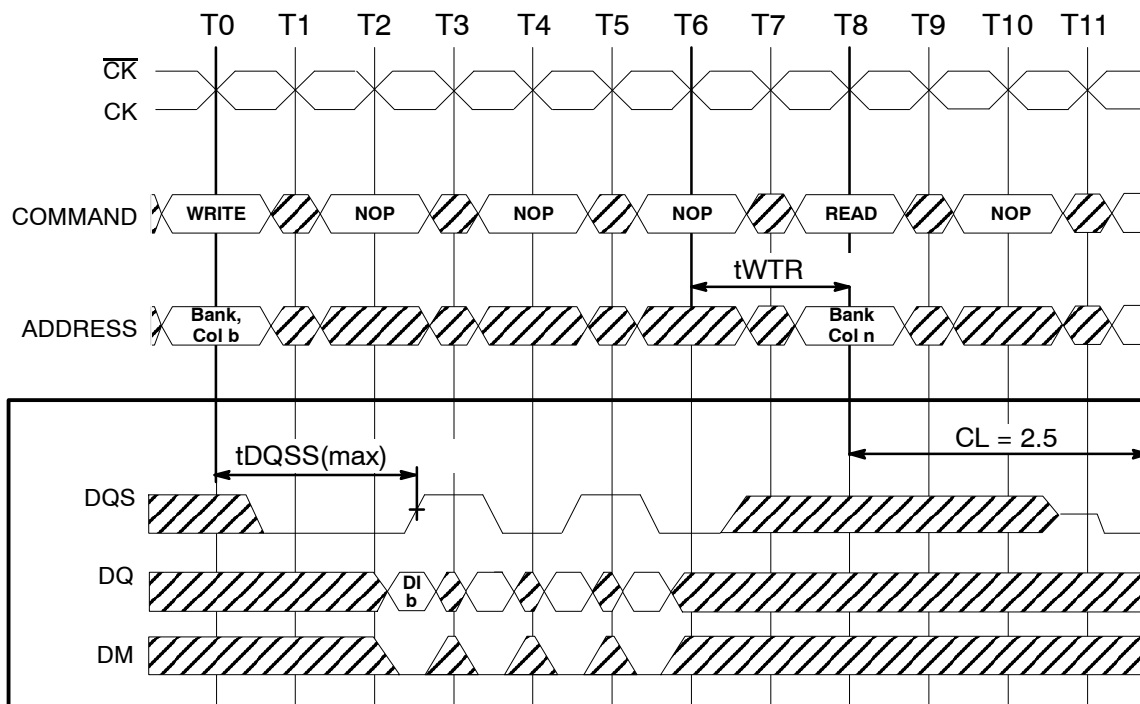 T0 T1 T2 T3 T4 T5 T6 T7 T8 T9 T10 T11
CK
CK
COMMAND WRITE NOP NOP NOP READ NOP
tWTR
ADDRESS Bank, Col b Bank Col n
tDQSS(max) CL = 2.5
DQS
DQ DI b
DM